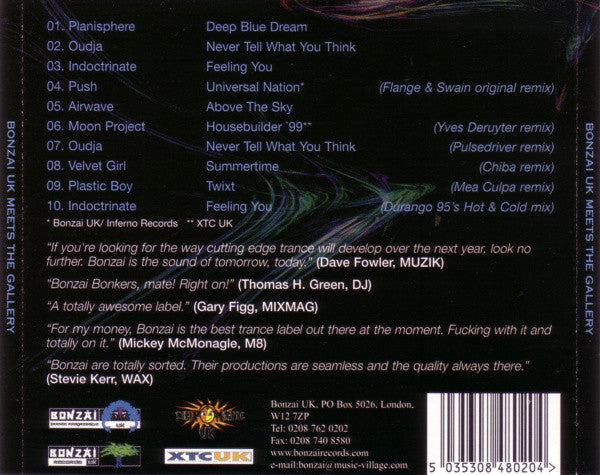 01. Planisphere Deep Blue Dream
02. Oudja Never Tell What You Think
03. Indoctrinate Feeling You
04. Push Universal Nation* (Flange & Swain original remix)
05. Airwave Above The Sky
06. Moon Project Housebuilder `99** (Yves Deruyter remix)
07. Oudja Never Tell What You Think (Pulsedriver remix)
08. Velvet Girl Summertime (Chiba remix)
09. Plastic Boy Twixt (Mea Culpa remix)
10. Indoctrinate Feeling You (Durango 95's Hot & Cold mix)
* Bonzai UK/ Inferno Records ** XTC UK
"If you're looking for the way cutting edge trance will develop over the next year, look no
further. Bonzai is the sound of tomorrow, today." (Dave Fowler, MUZIK)
"Bonzai Bonkers, mate! Right on!" (Thomas H. Green, DJ)
"A totally awesome label." (Gary Figg, MIXMAG)
"For my money, Bonzai is the best trance label out there at the moment. Fucking with it and
totally on it." (Mickey McMonagle, M8)
"Bonzai are totally sorted. Their productions are seamless and the quality always there."
(Stevie Kerr, WAX)
BONZAI UK MEETS THE GALLERY
BONZAI UK MEETS THE GALLERY
BONZAI
UK
BONZAI
RECORDS
UK
UK
XTCUK
Bonzai UK, PO Box 5026, London,
W12 7ZP
Tel: 0208 762 0202
Fax: 0208 740 8580
www.bonzairecords.com
e-mail:bonzai@music-village.com
5 035308 480204 >